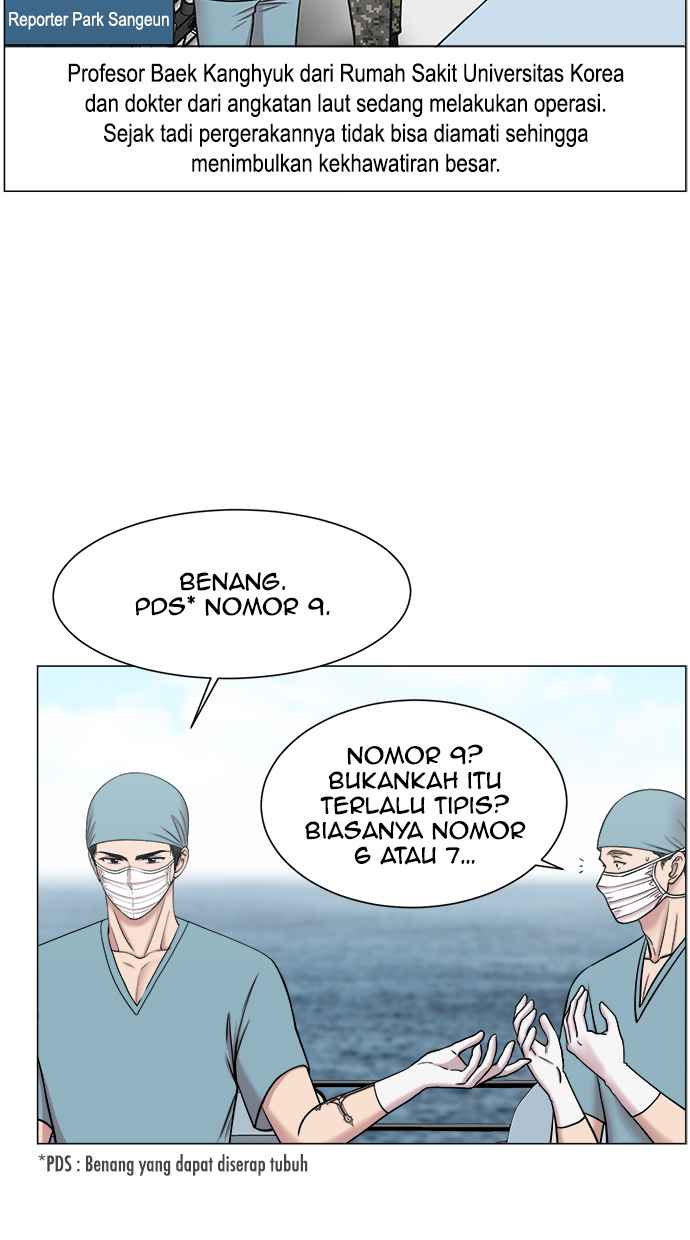 Reporter Park Sangeun
Profesor Baek Kanghyuk dari Rumah Sakit Universitas Korea
dan dokter dari angkatan laut sedang melakukan operasi.
Sejak tadi pergerakannya tidak bisa diamati sehingga
menimbulkan kekhawatiran besar.
BENANG.
PDS* NOMOR 9.
NOMOR 9?
BUKANKAH ITU
TERLALU TIPIS?
BIASANYA NOMOR
6 ATAU 7...
*PDS : Benang yang dapat diserap tubuh